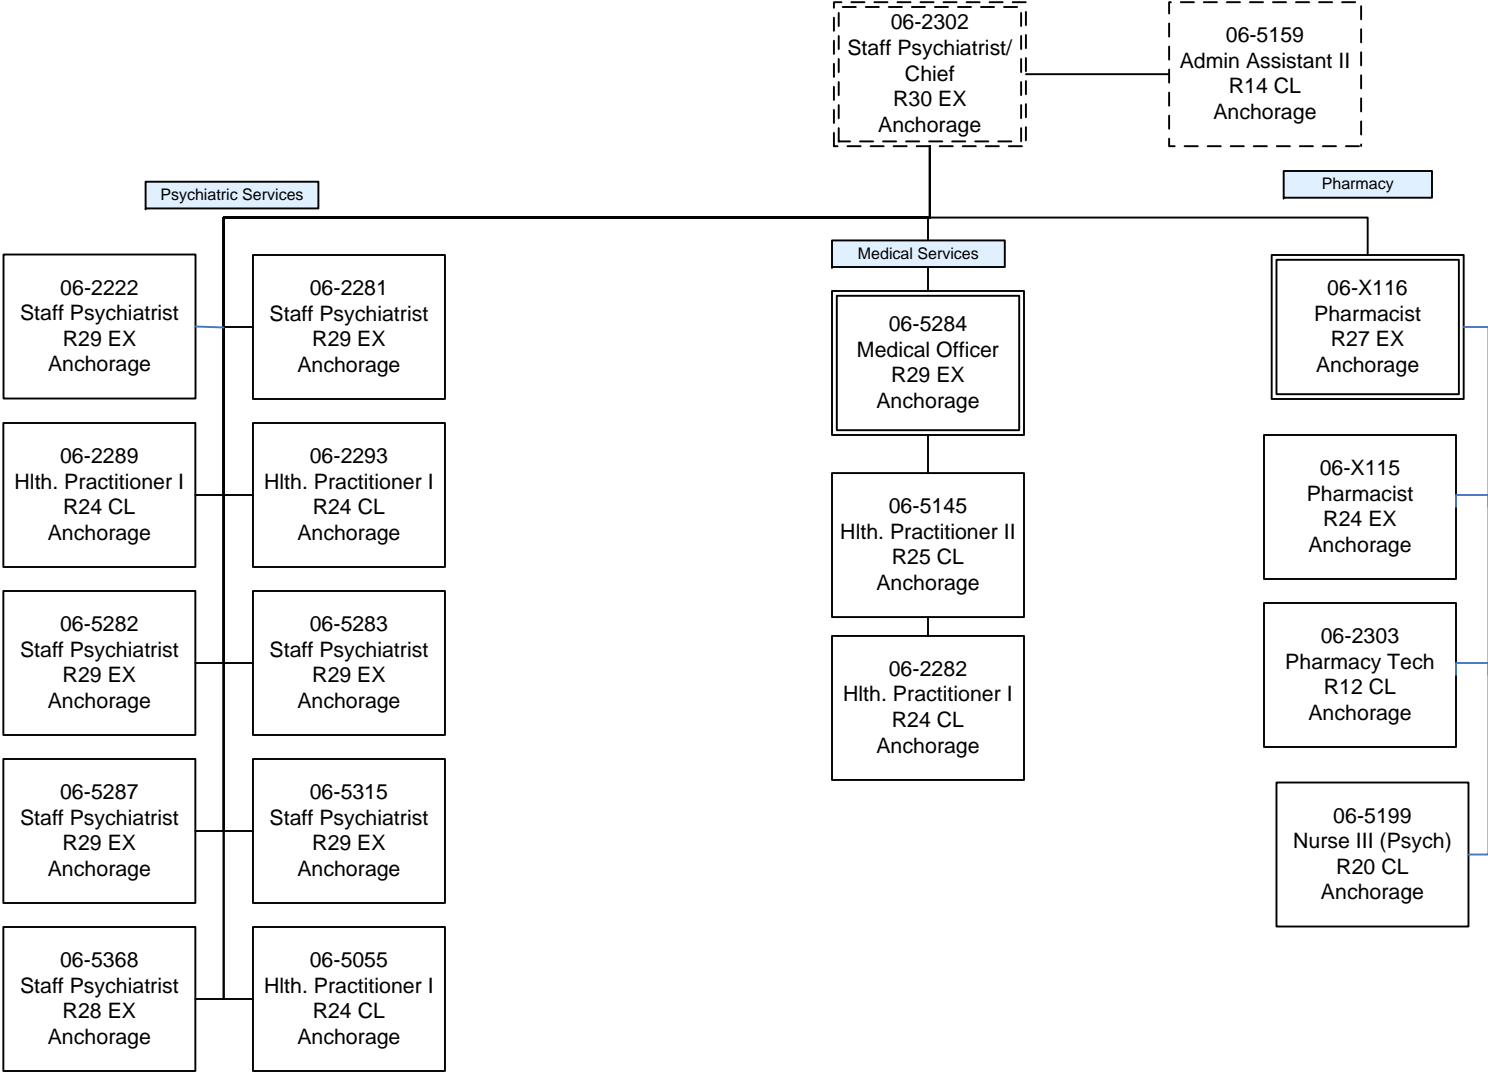 06-2302
Staff Psychiatrist/
Chief
R30 EX
Anchorage
06-5159
Admin Assistant II
R14 CL
Anchorage
Psychiatric Services
06-2222
Staff Psychiatrist
R29 EX
Anchorage
06-2281
Staff Psychiatrist
R29 EX
Anchorage
06-2289
Hlth. Practitioner I
R24 CL
Anchorage
06-2293
Hlth. Practitioner I
R24 CL
Anchorage
06-5282
Staff Psychiatrist
R29 EX
Anchorage
06-5283
Staff Psychiatrist
R29 EX
Anchorage
06-5287
Staff Psychiatrist
R29 EX
Anchorage
06-5315
Staff Psychiatrist
R29 EX
Anchorage
06-5368
Staff Psychiatrist
R28 EX
Anchorage
06-5055
Hlth. Practitioner I
R24 CL
Anchorage
Medical Services
06-5284
Medical Officer
R29 EX
Anchorage
06-5145
Hlth. Practitioner II
R25 CL
Anchorage
06-2282
Hlth. Practitioner I
R24 CL
Anchorage
Pharmacy
06-X116
Pharmacist
R27 EX
Anchorage
06-X115
Pharmacist
R24 EX
Anchorage
06-2303
Pharmacy Tech
R12 CL
Anchorage
06-5199
Nurse III (Psych)
R20 CL
Anchorage